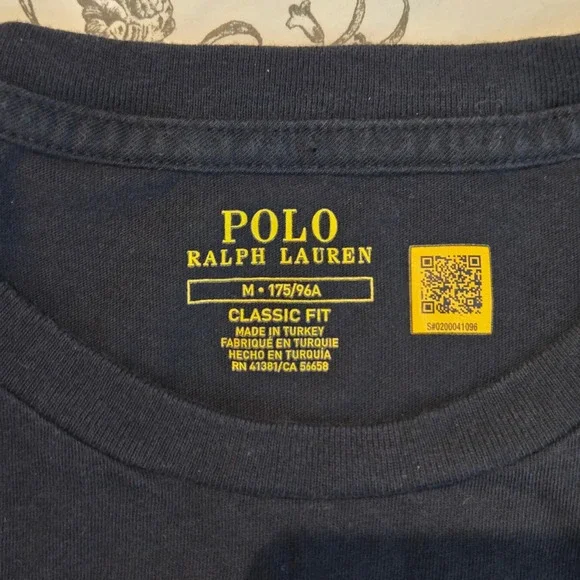 POLO
RALPH LAUREN
M • 175/96A
CLASSIC FIT
MADE IN TURKEY
FABRIQUÉ EN TURQUIE
HECHO EN TURQUÍA
RN 41381/CA 56658
S#0200041096